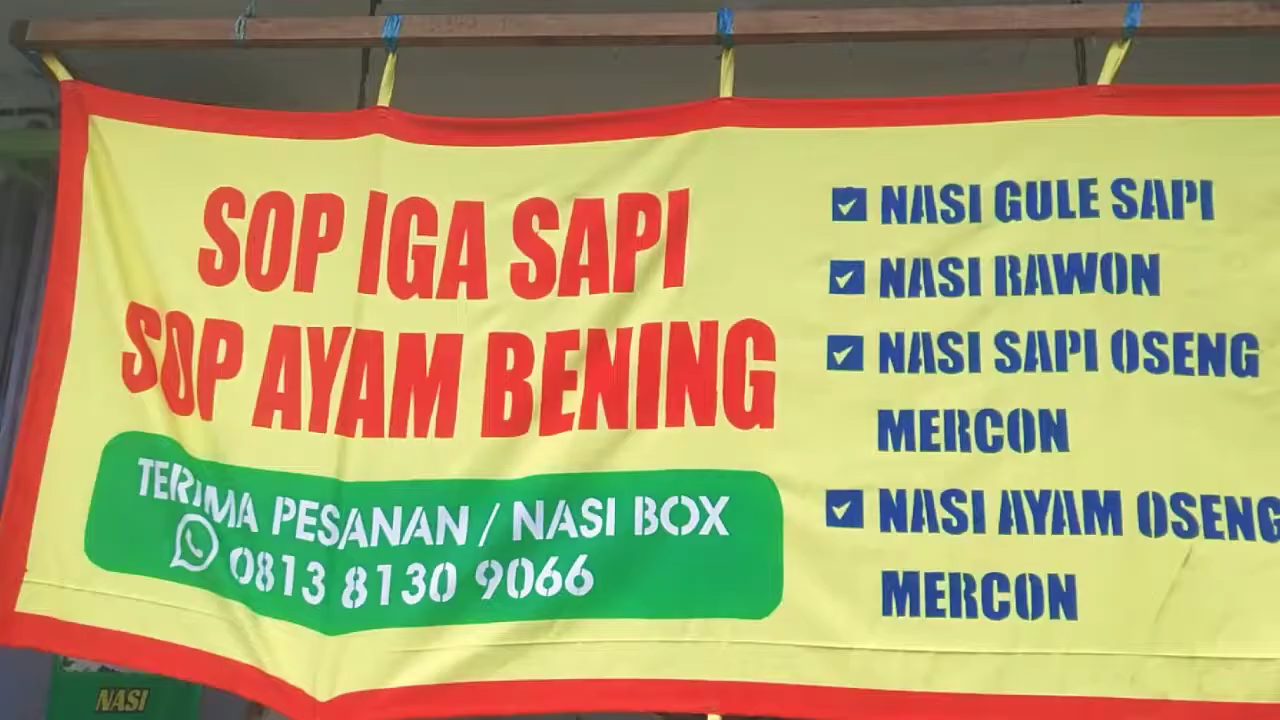 SOP IGA SAPI
SOP AYAM BENING
TERIMA PESANAN / NASI BOX
0813 8130 9066
NASI GULE SAPI
NASI RAWON
NASI SAPI OSENG
MERCON
NASI AYAM OSENG
MERCON
NASI